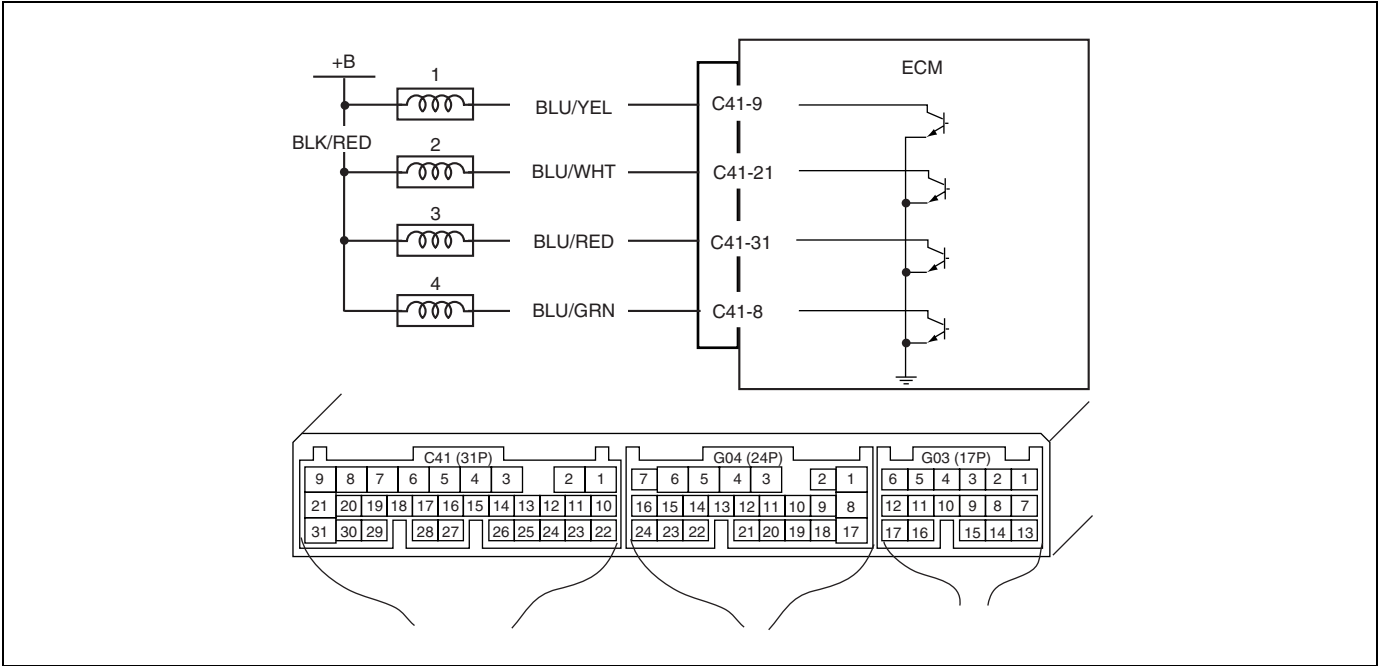 +B
ECM
1
BLU/YEL
C41-9
BLK/RED
2
BLU/WHT
C41-21
3
BLU/RED
C41-31
4
BLU/GRN
C41-8
C41 (31P)
G04 (24P)
G03 (17P)
9 8 7 6 5 4 3 2 1
7 6 5 4 3 2 1
6 5 4 3 2 1
21 20 19 18 17 16 15 14 13 12 11 10
16 15 14 13 12 11 10 9 8
12 11 10 9 8 7
31 30 29 28 27 26 25 24 23 22
24 23 22 21 20 19 18 17
17 16 15 14 13